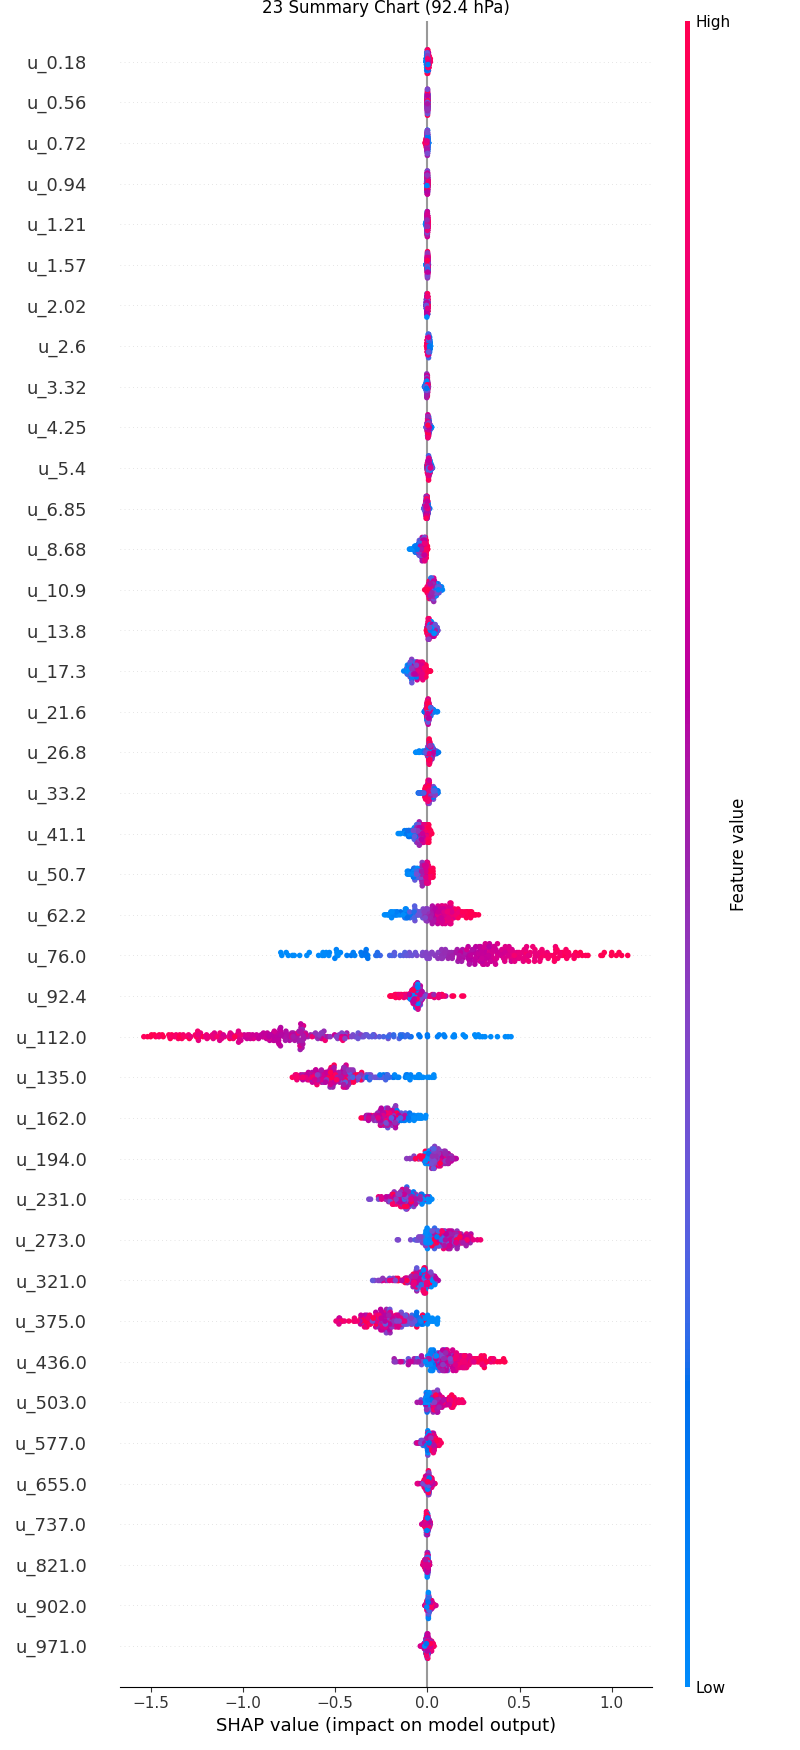 23 Summary Chart (92.4 hPa)
High
u_0.18
u_0.56
u_0.72
u_0.94
u_1.21
u_1.57
u_2.02
u_2.6
u_3.32
u_4.25
u_5.4
u_6.85
u_8.68
u_10.9
u_13.8
u_17.3
u_21.6
u_26.8
u_33.2
u_41.1
u_50.7
u_62.2
u_76.0
u_92.4
u_112.0
u_135.0
u_162.0
u_194.0
u_231.0
u_273.0
u_321.0
u_375.0
u_436.0
u_503.0
u_577.0
u_655.0
u_737.0
u_821.0
u_902.0
u_971.0
Feature value
Low
−1.5 −1.0 −0.5 0.0 0.5 1.0
SHAP value (impact on model output)